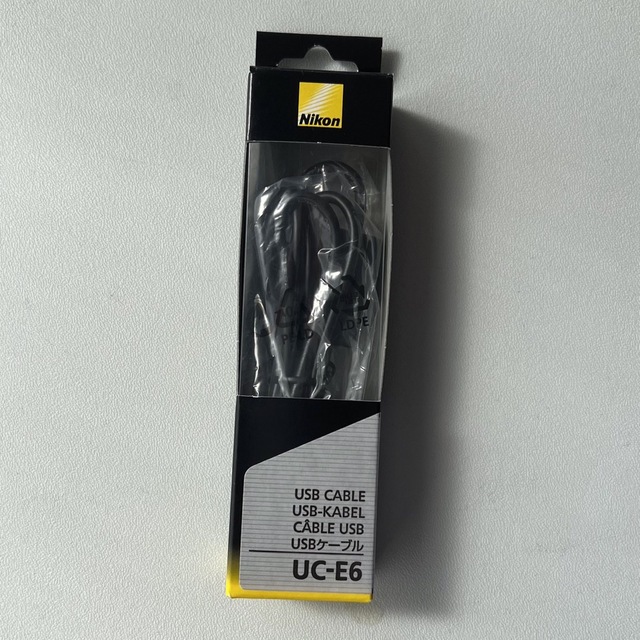 Nikon
USB CABLE
USB-KABEL
CÂBLE USB
USBケーブル
UC-E6